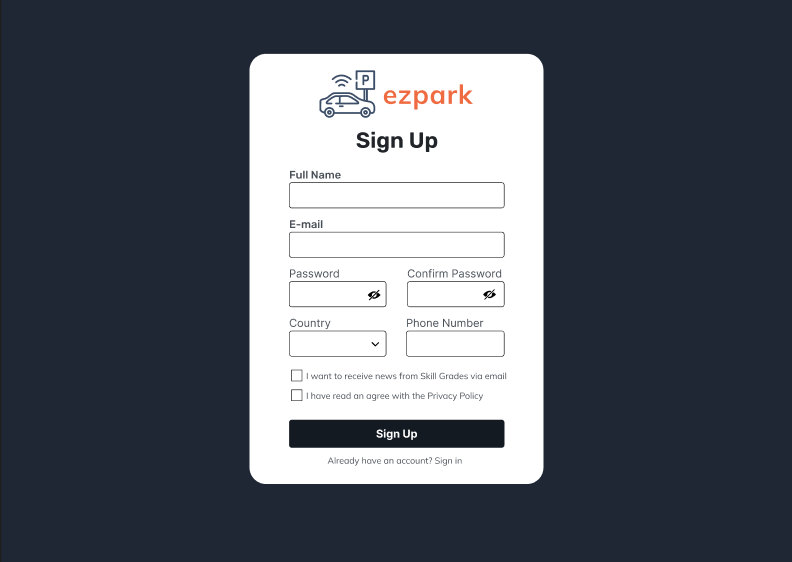 P
ezpark
Sign Up
Full Name
E-mail
Password Confirm Password
Country Phone Number
I want to receive news from Skill Grades via email
I have read an agree with the Privacy Policy
Sign Up
Already have an account? Sign in